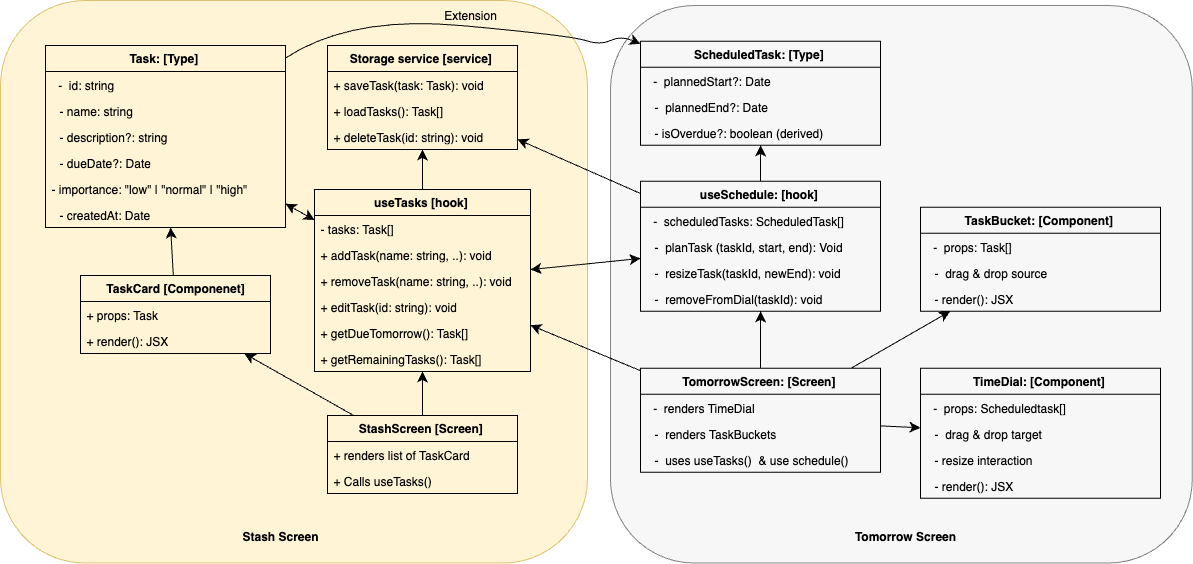 Extension
Task: [Type]
- id: string
- name: string
- description?: string
- dueDate?: Date
- importance: "low" | "normal" | "high"
- createdAt: Date
Storage service [service]
+ saveTask(task: Task): void
+ loadTasks(): Task[]
+ deleteTask(id: string): void
useTasks [hook]
- tasks: Task[]
+ addTask(name: string, ..): void
+ removeTask(name: string, ..): void
+ editTask(id: string): void
+ getDueTomorrow(): Task[]
+ getRemainingTasks(): Task[]
TaskCard [Componenet]
+ props: Task
+ render(): JSX
StashScreen [Screen]
+ renders list of TaskCard
+ Calls useTasks()
Stash Screen
ScheduledTask: [Type]
- plannedStart?: Date
- plannedEnd?: Date
- isOverdue?: boolean (derived)
useSchedule: [hook]
- scheduledTasks: ScheduledTask[]
- planTask (taskId, start, end): Void
- resizeTask(taskId, newEnd): void
- removeFromDial(taskId): void
TaskBucket: [Component]
- props: Task[]
- drag & drop source
- render(): JSX
TomorrowScreen: [Screen]
- renders TimeDial
- renders TaskBuckets
- uses useTasks() & use schedule()
TimeDial: [Component]
- props: Scheduledtask[]
- drag & drop target
- resize interaction
- render(): JSX
Tomorrow Screen